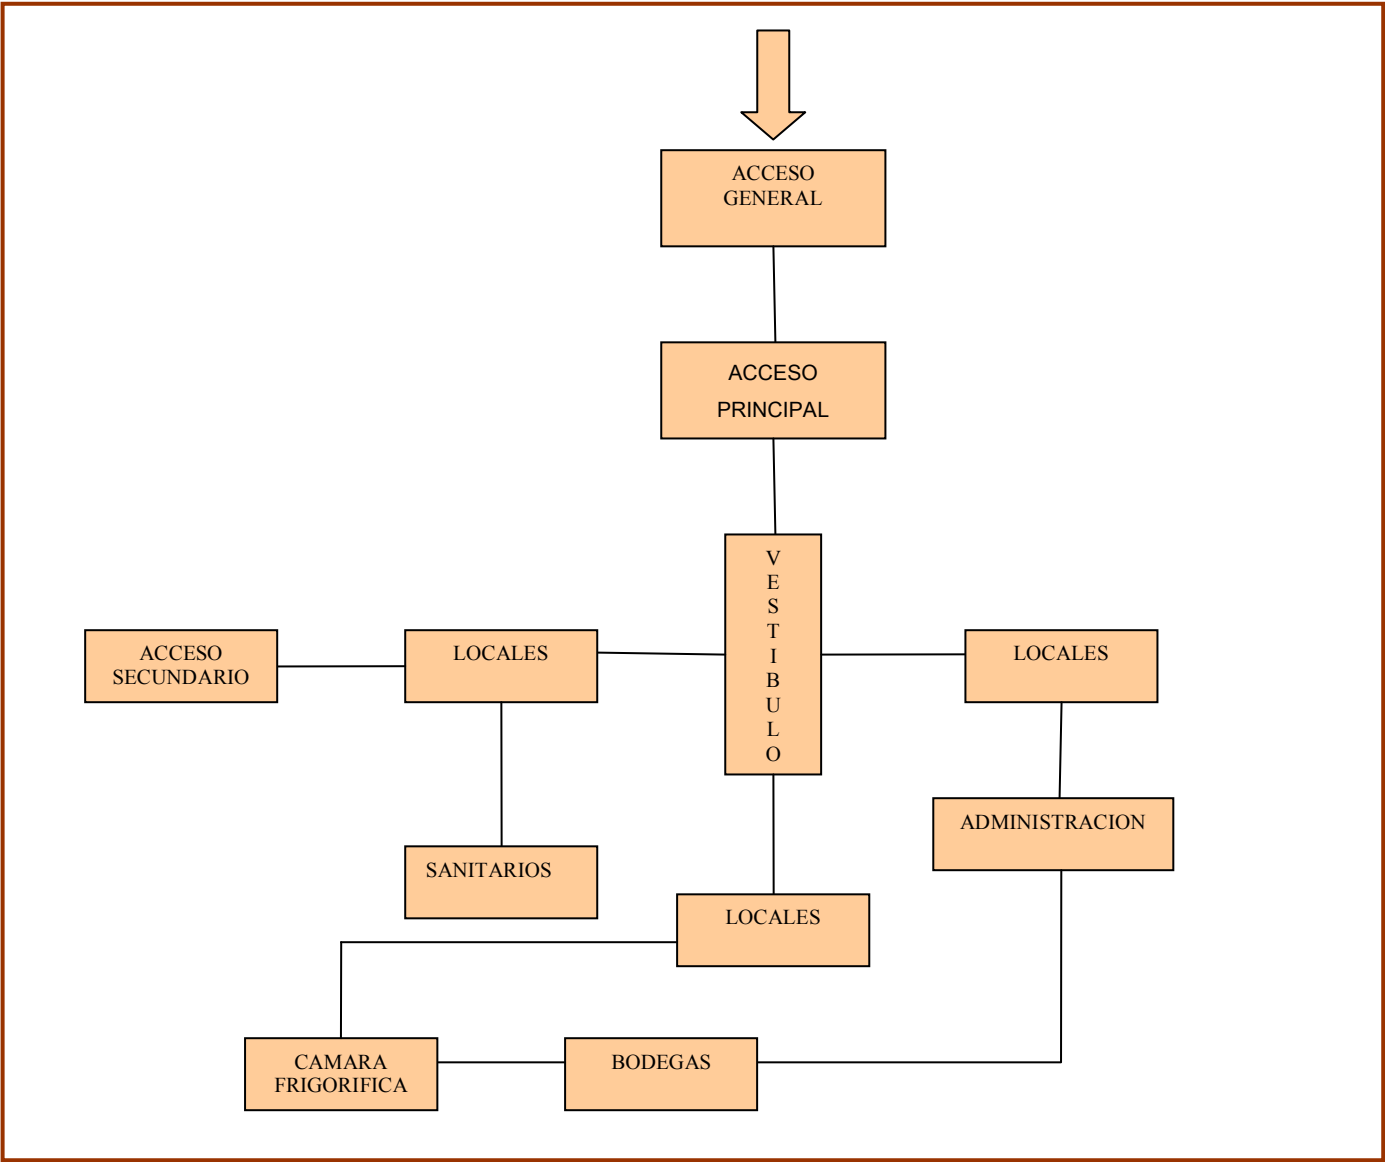 ACCESO
GENERAL
ACCESO
PRINCIPAL
V
E
S
T
I
B
U
L
O
ACCESO
SECUNDARIO
LOCALES
LOCALES
SANITARIOS
ADMINISTRACION
LOCALES
CAMARA
FRIGORIFICA
BODEGAS